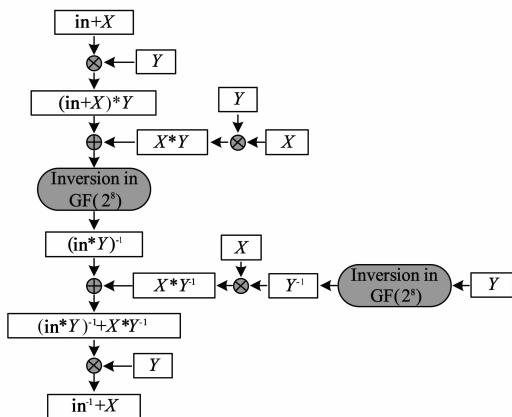 in+X
Y
(in+X)*Y
Y
X*Y
X
Inversion in
GF(2⁸)
(in*Y)⁻¹
X
X*Y⁻¹
Y⁻¹
Inversion in
GF(2⁸)
Y
(in*Y)⁻¹+X*Y⁻¹
Y
in⁻¹+X